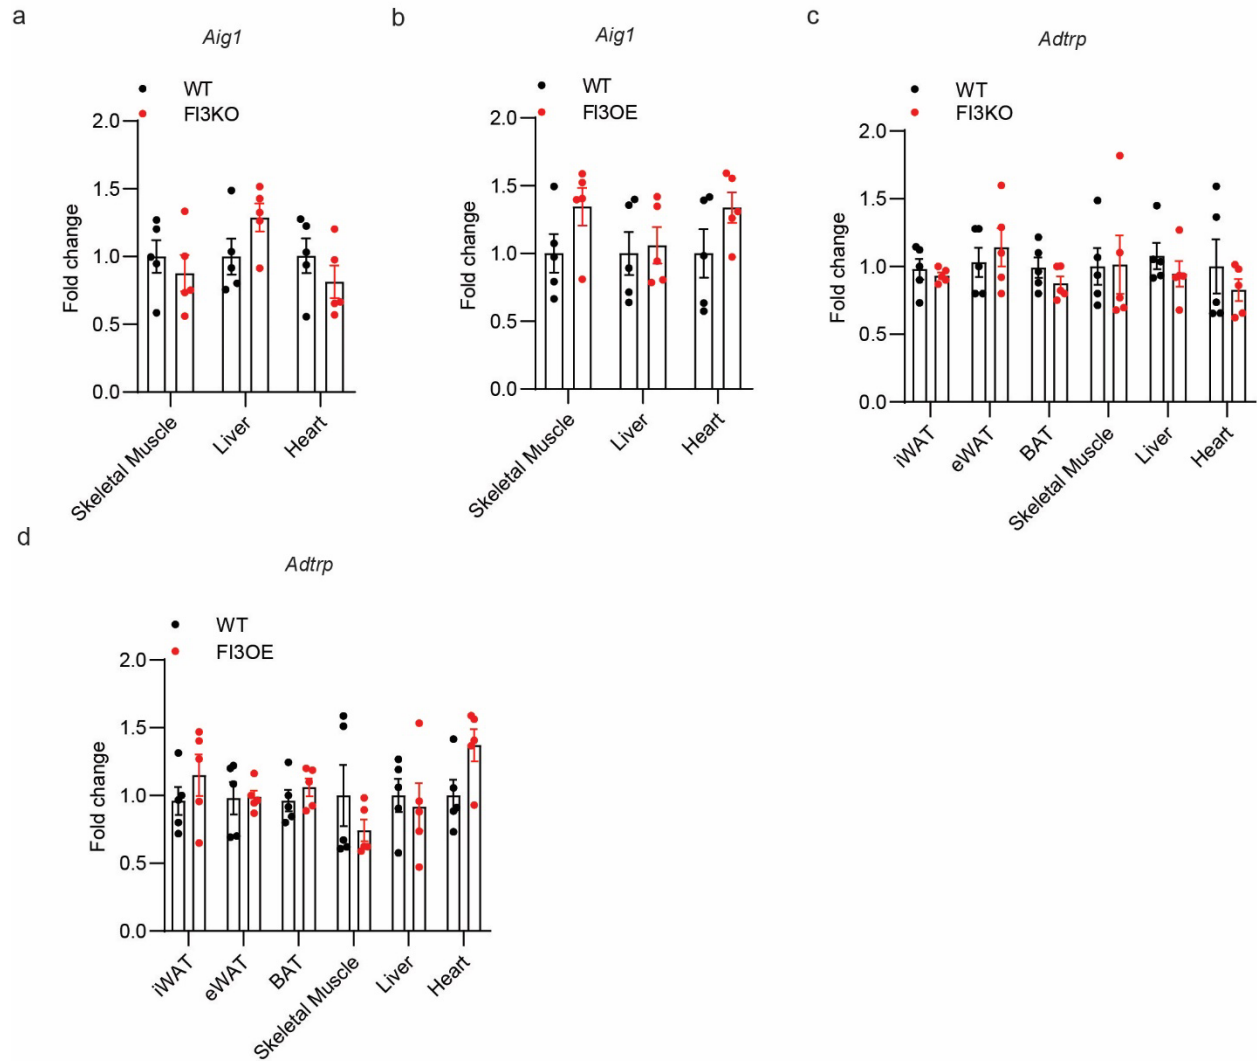 a
Aig1
WT
FI3KO
2.0
1.5
1.0
0.5
0.0
Fold change
Skeletal Muscle
Liver
Heart
b
Aig1
WT
FI3OE
2.0
1.5
1.0
0.5
0.0
Fold change
Skeletal Muscle
Liver
Heart
c
Adtrp
WT
FI3KO
2.0
1.5
1.0
0.5
0.0
Fold change
iWAT
eWAT
BAT
Skeletal Muscle
Liver
Heart
d
Adtrp
WT
FI3OE
2.0
1.5
1.0
0.5
0.0
Fold change
iWAT
eWAT
BAT
Skeletal Muscle
Liver
Heart